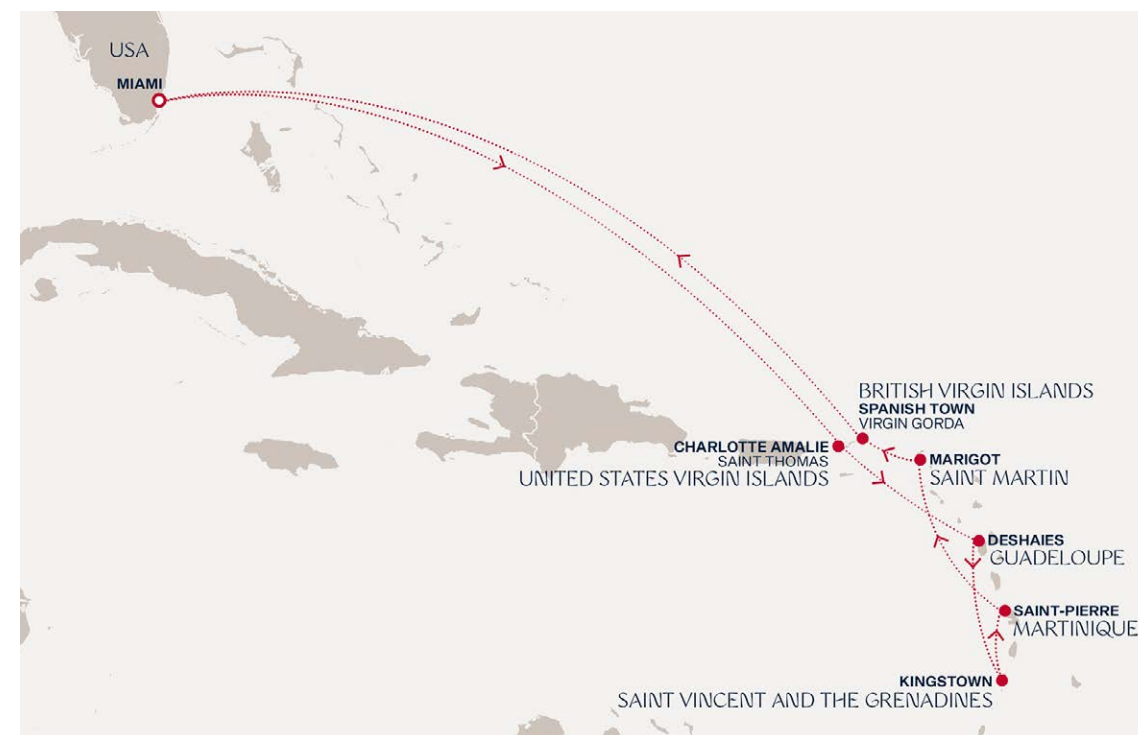 USA
MIAMI
BRITISH VIRGIN ISLANDS
SPANISH TOWN
VIRGIN GORDA
CHARLOTTE AMALIE
SAINT THOMAS
UNITED STATES VIRGIN ISLANDS
MARIGOT
SAINT MARTIN
DESHAIES
GUADELOUPE
SAINT-PIERRE
MARTINIQUE
KINGSTOWN
SAINT VINCENT AND THE GRENADINES